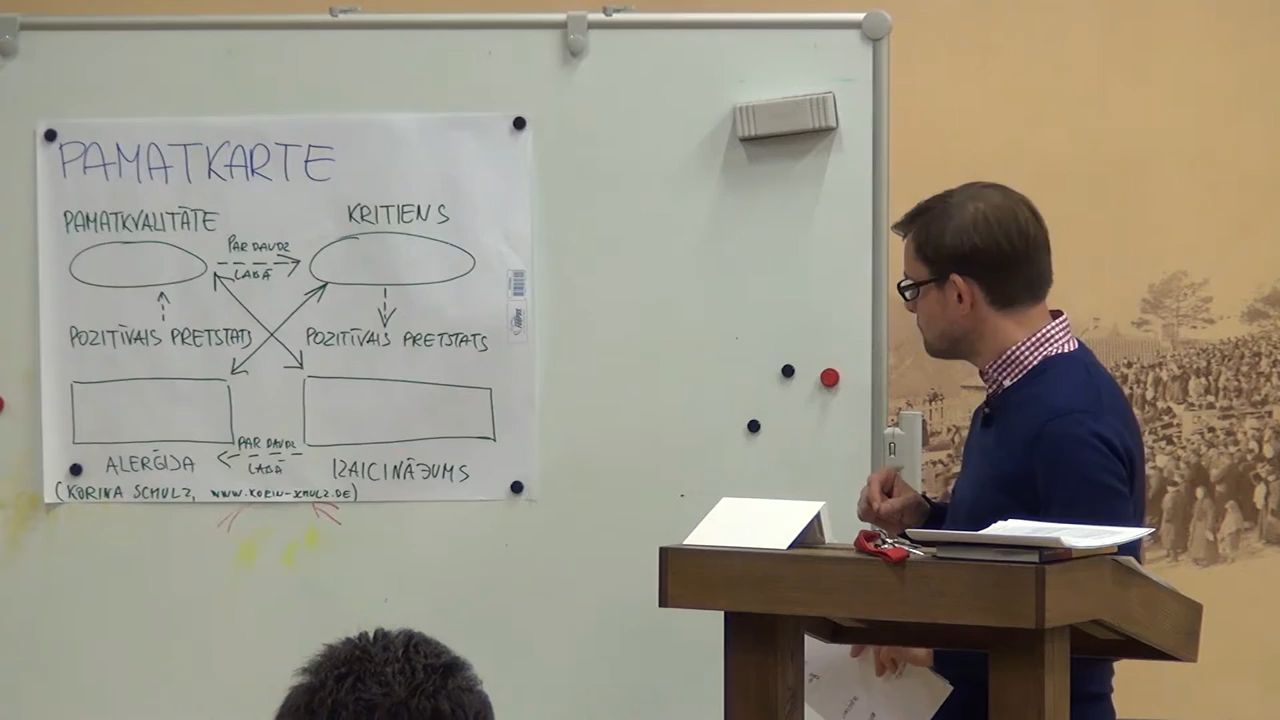 PAMATKARTE
PAMATKVALITĀTE
KRITIENS
PAR DAUDZ
LABĀ
POZITĪVAIS PRETSTATS
POZITĪVAIS PRETSTATS
PAR DAUDZ
LABĀ
ALERĢIJA
IZAICINĀJUMS
(KORINA SCHULZ, WWW.KORIN-SCHULZ.DE)